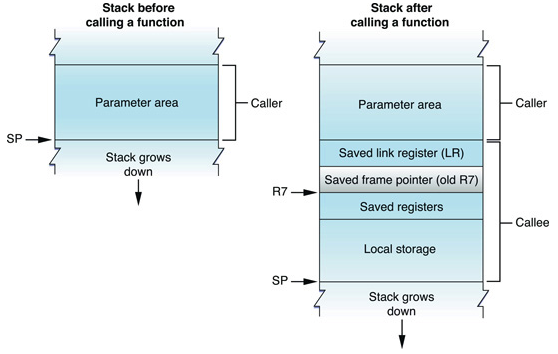 Stack before
calling a function
Parameter area
Caller
SP
Stack grows
down
Stack after
calling a function
Parameter area
Caller
Saved link register (LR)
Saved frame pointer (old R7)
R7
Saved registers
Callee
Local storage
SP
Stack grows
down